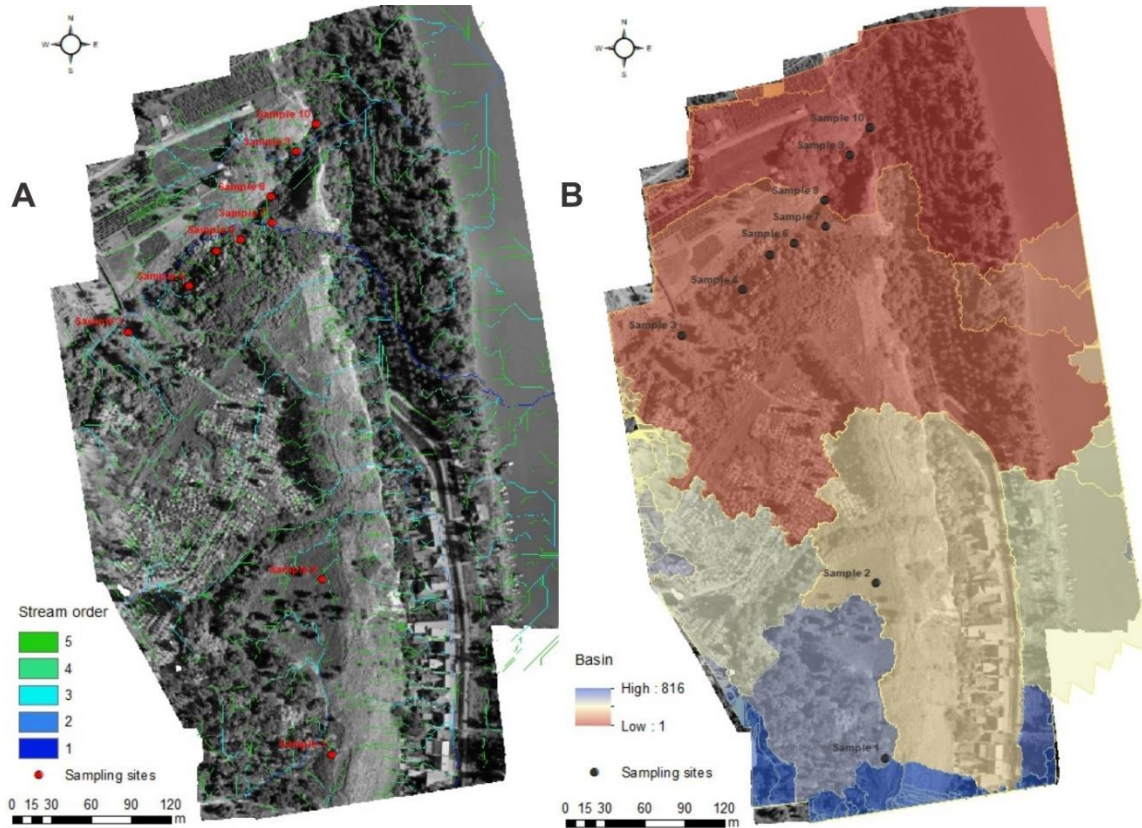 N
W E
S
A
Sample 10
Sample 9
Sample 8
Sample 7
Sample 4
Sample 3
Sample 2
Sample 1
Stream order
5
4
3
2
1
Sampling sites
0 15 30 60 90 120
m
N
W E
S
B
Sample 10
Sample 9
Sample 8
Sample 7
Sample 6
Sample 4
Sample 3
Sample 2
Sample 1
Basin
High : 816
Low : 1
Sampling sites
0 15 30 60 90 120
m